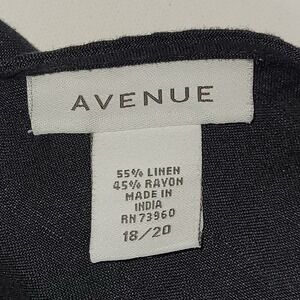 AVENUE
55% LINEN
45% RAYON
MADE IN
INDIA
RN 73960
18/20